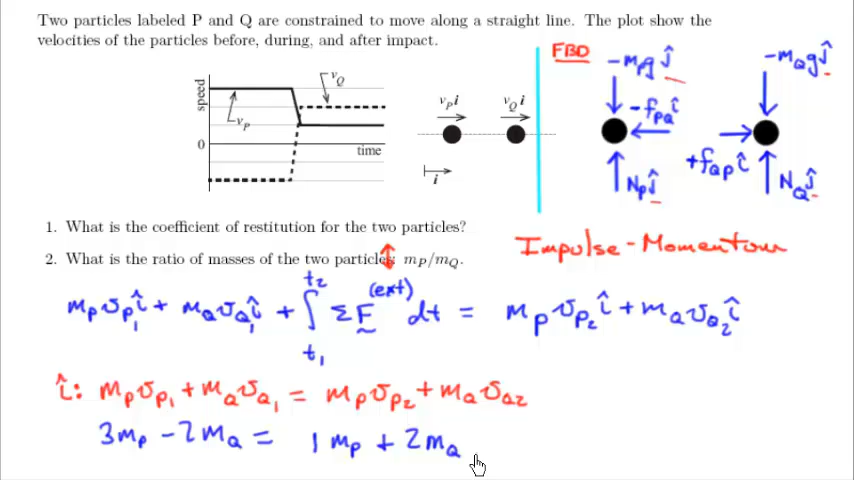 Two particles labeled P and Q are constrained to move along a straight line. The plot show the
velocities of the particles before, during, and after impact.
FBD
-m_P g ĵ
-m_Q g ĵ
speed
v_Q
v_P
0
time
v_P i
v_Q i
i
-f_PQ î
+f_QP î
N_P ĵ
N_Q ĵ
1. What is the coefficient of restitution for the two particles?
Impulse-Momentum
2. What is the ratio of masses of the two particles m_P/m_Q.
m_P v_P1 î + m_Q v_Q1 î + ∫_t1^t2 ΣF^(ext) dt = m_P v_P2 î + m_Q v_Q2 î
î: m_P v_P1 + m_Q v_Q1 = m_P v_P2 + m_Q v_Q2
3m_P - 2m_Q = 1m_P + 2m_Q